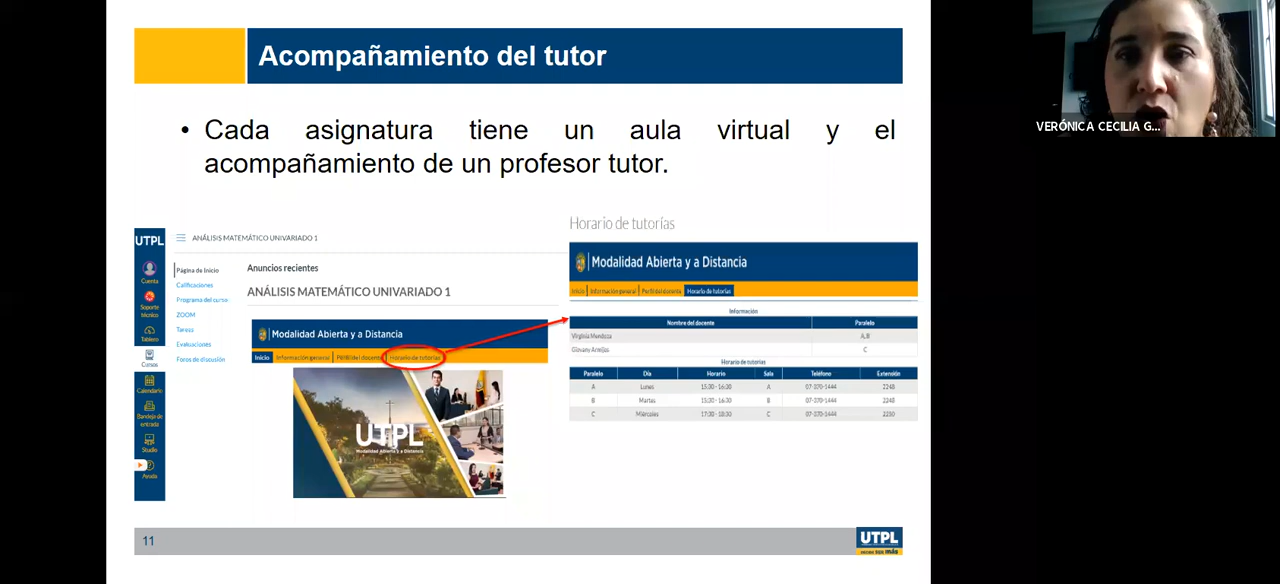 Acompañamiento del tutor
• Cada asignatura tiene un aula virtual y el
acompañamiento de un profesor tutor.
UTPL
Cuenta
Soporte
técnico
Tablero
Cursos
Calendario
Bandeja de
entrada
Studio
Ayuda
ANÁLISIS MATEMÁTICO UNIVARIADO 1
Página de Inicio
Calificaciones
Programa del curso
ZOOM
Tareas
Evaluaciones
Foros de discusión
Anuncios recientes
ANÁLISIS MATEMÁTICO UNIVARIADO 1
Modalidad Abierta y a Distancia
Inicio Información general Perfil del docente Horario de tutorías
UTPL
Modalidad Abierta y a Distancia
Horario de tutorías
Modalidad Abierta y a Distancia
Inicio Información general Perfil del docente Horario de tutorías
Información
Nombre del docente Paralelo
Virginia Mendoza A,B
Giovany Armijos C
Horario de tutorías
Paralelo Día Horario Sala Teléfono Extensión
A Lunes 15:30 - 16:30 A 07-370-1444 2248
B Martes 15:30 - 16:30 B 07-370-1444 2248
C Miércoles 17:30 - 18:30 C 07-370-1444
11
UTPL
VERÓNICA CECILIA G...